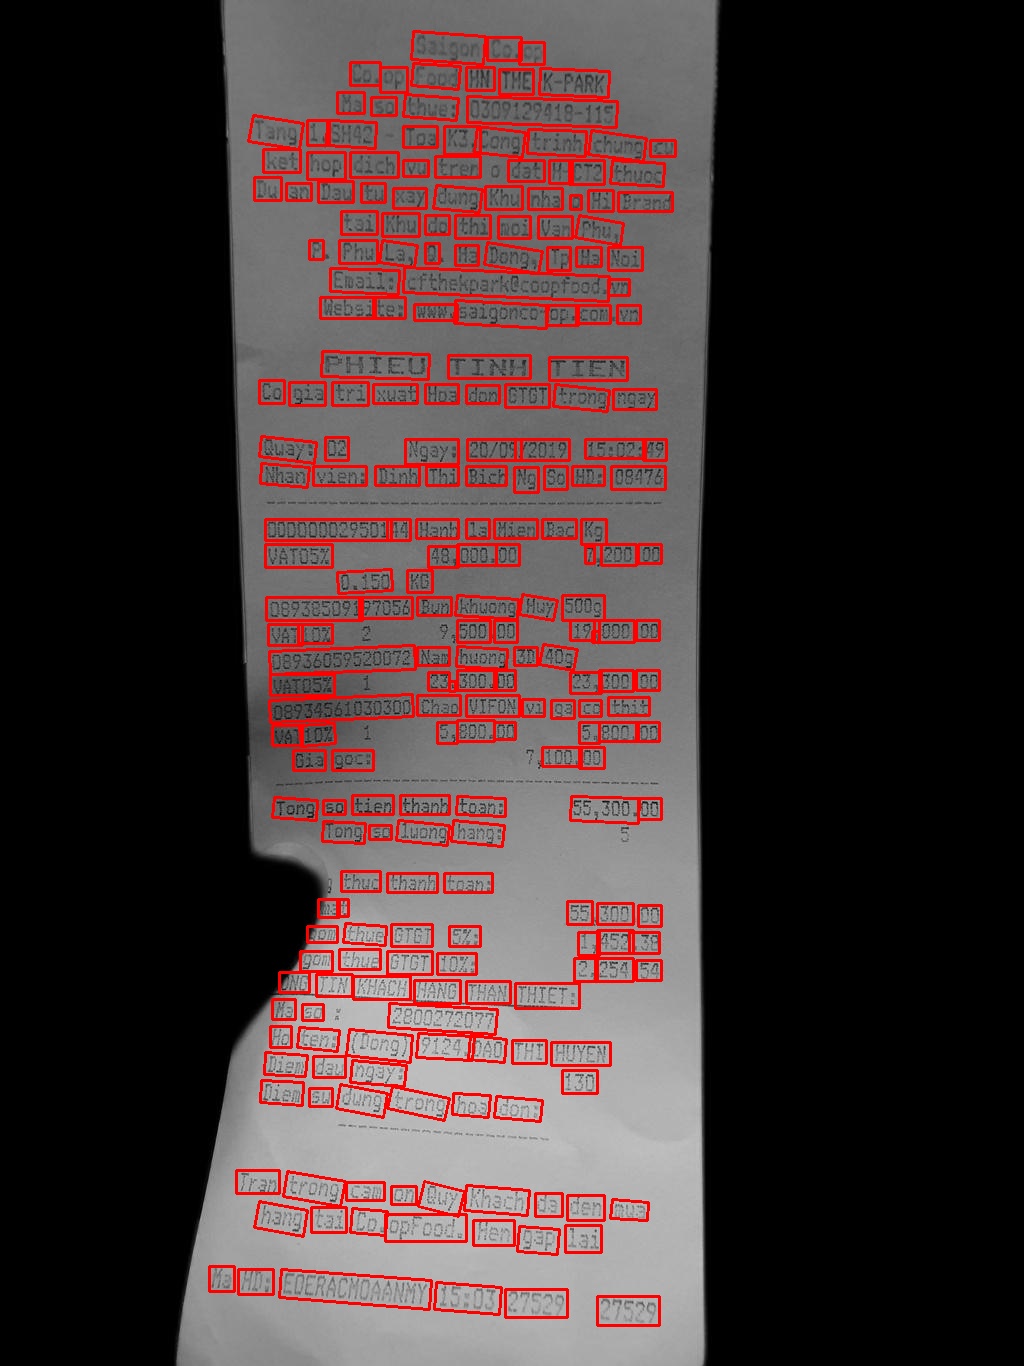 Saigon Co.op
Co.op Food HN THE K-PARK
Ma so thue: 0309129418-115
Tang 1,SH42 - Toa K3,Cong trinh chung cu
ket hop dich vu tren o dat H-CT2 thuoc
Du an Dau tu xay dung Khu nha o Hi Brand
tai Khu do thi moi Van Phu,
P. Phu La, Q. Ha Dong, Tp Ha Noi
Email: cfthekpark@coopfood.vn
Website: www.saigonco-op.com.vn
PHIEU TINH TIEN
Co gia tri xuat Hoa don GTGT trong ngay
Quay: 02 Ngay: 20/09/2019 15:02:49
Nhan vien: Dinh Thi Bich Ng So HD: 08476
00000002950144 Hanh la Mien Bac Kg
VAT05% 48,000.00 7,200.00
0.150 KG
08938509197056 Bun khuong Huy 500g
VAT10% 2 9,500.00 19,000.00
08936059520072 Nam huong 3D 40g
VAT05% 1 23,300.00 23,300.00
08934561030300 Chao VIFON vi ga co thit
VAT10% 1 5,800.00 5,800.00
Gia goc: 7,100.00
Tong so tien thanh toan: 55,300.00
Tong so luong hang: 5
thuc thanh toan:
mat 55,300.00
gom thue GTGT 5%: 1,452.38
gom thue GTGT 10%: 2,254.54
ONG TIN KHACH HANG THAN THIET:
Ma so : 2800272077
Ho ten: (Dong) 9124.DAO THI HUYEN
Diem dau ngay: 130
Diem su dung trong hoa don:
Tran trong cam on Quy Khach da den mua
hang tai Co.opFood. Hen gap lai
Ma HD: EOERACMOAANMY 15:03 27529 27529